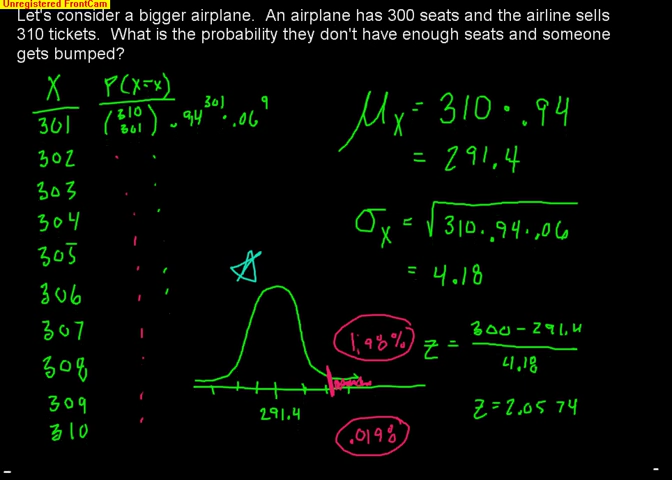 Unregistered FrontCam
Let's consider a bigger airplane. An airplane has 300 seats and the airline sells
310 tickets. What is the probability they don't have enough seats and someone
gets bumped?
X P(X=x)
301 (310 301) · .94^301 · .06^9
302
303
304
305
306
307
308
309
310
μx = 310 · .94
= 291.4
σx = √310 · .94 · .06
= 4.18
z = 300 - 291.4
4.18
z = 2.0574
1.98%
291.4
.0198